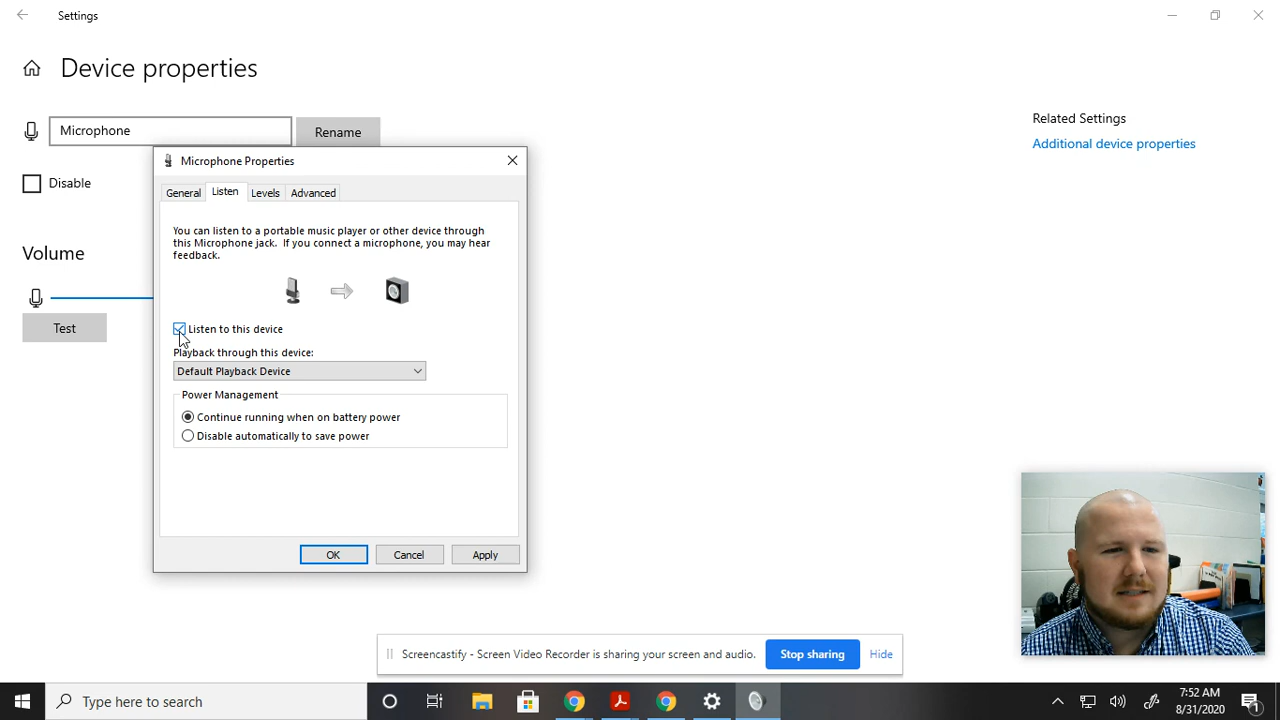 Settings
Device properties
Microphone
Rename
Related Settings
Additional device properties
Disable
Volume
Test
Microphone Properties
General
Listen
Levels
Advanced
You can listen to a portable music player or other device through
this Microphone jack. If you connect a microphone, you may hear
feedback.
Listen to this device
Playback through this device:
Default Playback Device
Power Management
Continue running when on battery power
Disable automatically to save power
OK
Cancel
Apply
Screencastify - Screen Video Recorder is sharing your screen and audio.
Stop sharing
Hide
Type here to search
7:52 AM
8/31/2020
1